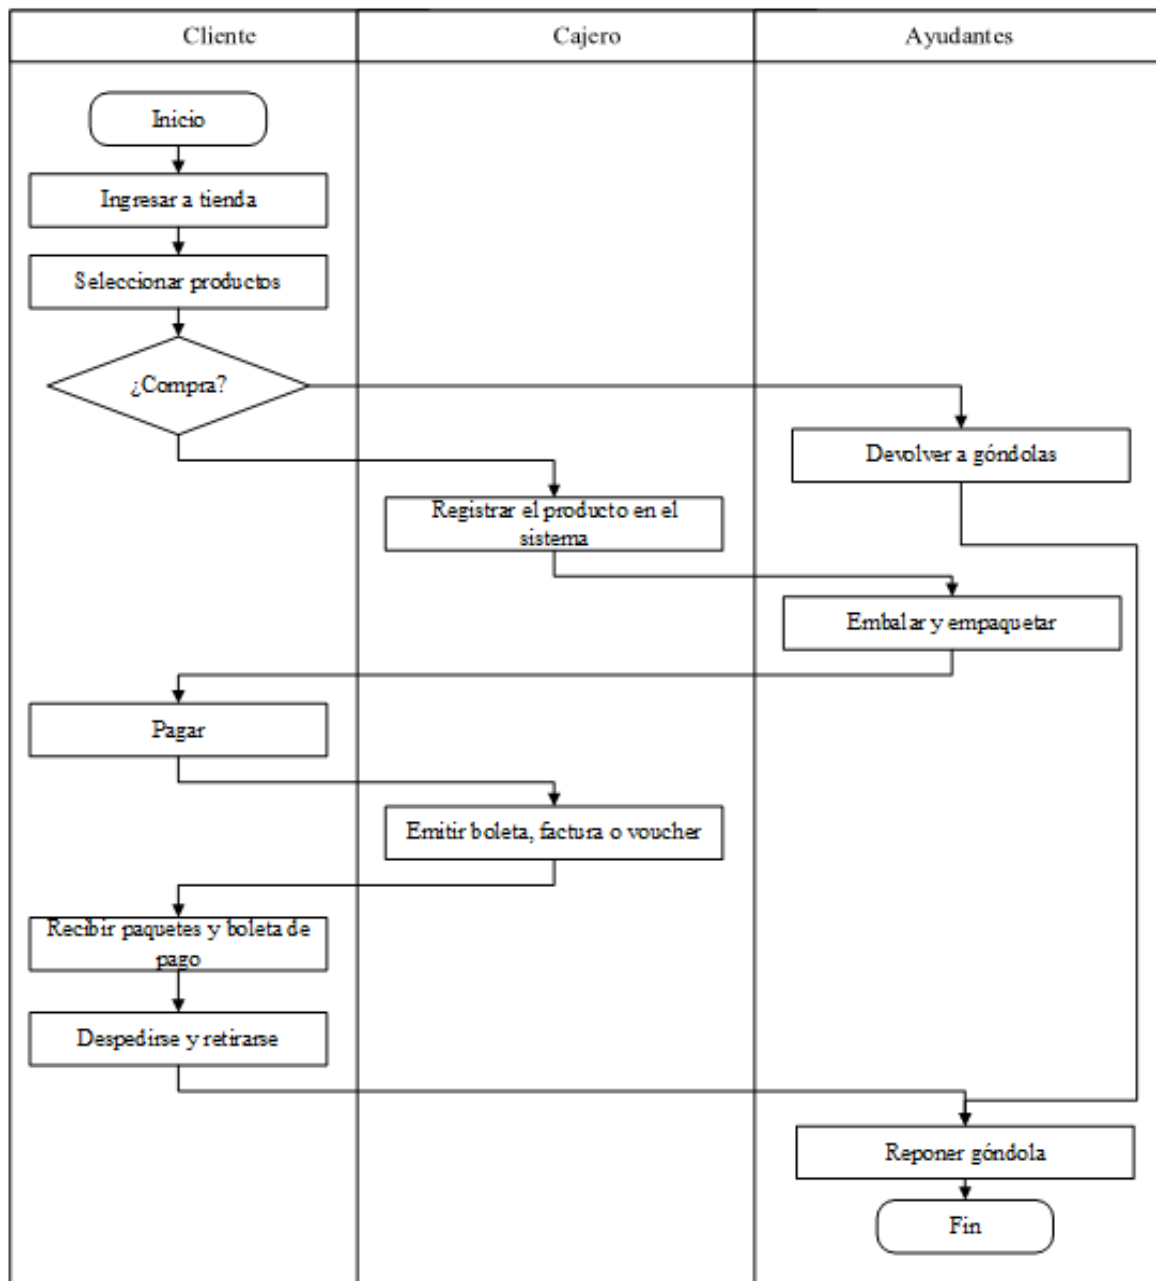 Cliente
Cajero
Ayudantes
Inicio
Ingresar a tienda
Seleccionar productos
¿Compra?
Devolver a góndolas
Registrar el producto en el
sistema
Embalar y empaquetar
Pagar
Emitir boleta, factura o voucher
Recibir paquetes y boleta de
pago
Despedirse y retirarse
Reponer góndola
Fin